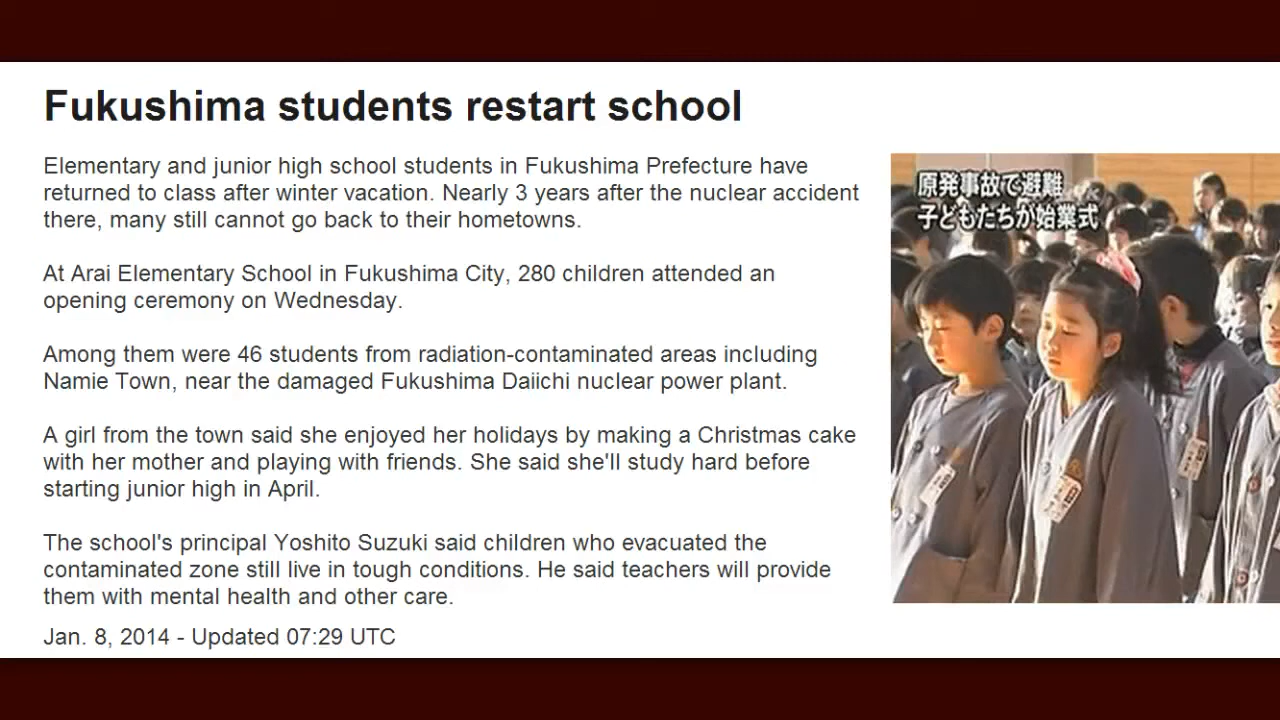 Fukushima students restart school
Elementary and junior high school students in Fukushima Prefecture have
returned to class after winter vacation. Nearly 3 years after the nuclear accident
there, many still cannot go back to their hometowns.
At Arai Elementary School in Fukushima City, 280 children attended an
opening ceremony on Wednesday.
Among them were 46 students from radiation-contaminated areas including
Namie Town, near the damaged Fukushima Daiichi nuclear power plant.
A girl from the town said she enjoyed her holidays by making a Christmas cake
with her mother and playing with friends. She said she'll study hard before
starting junior high in April.
The school's principal Yoshito Suzuki said children who evacuated the
contaminated zone still live in tough conditions. He said teachers will provide
them with mental health and other care.
Jan. 8, 2014 - Updated 07:29 UTC
原発事故で避難
子どもたちが始業式